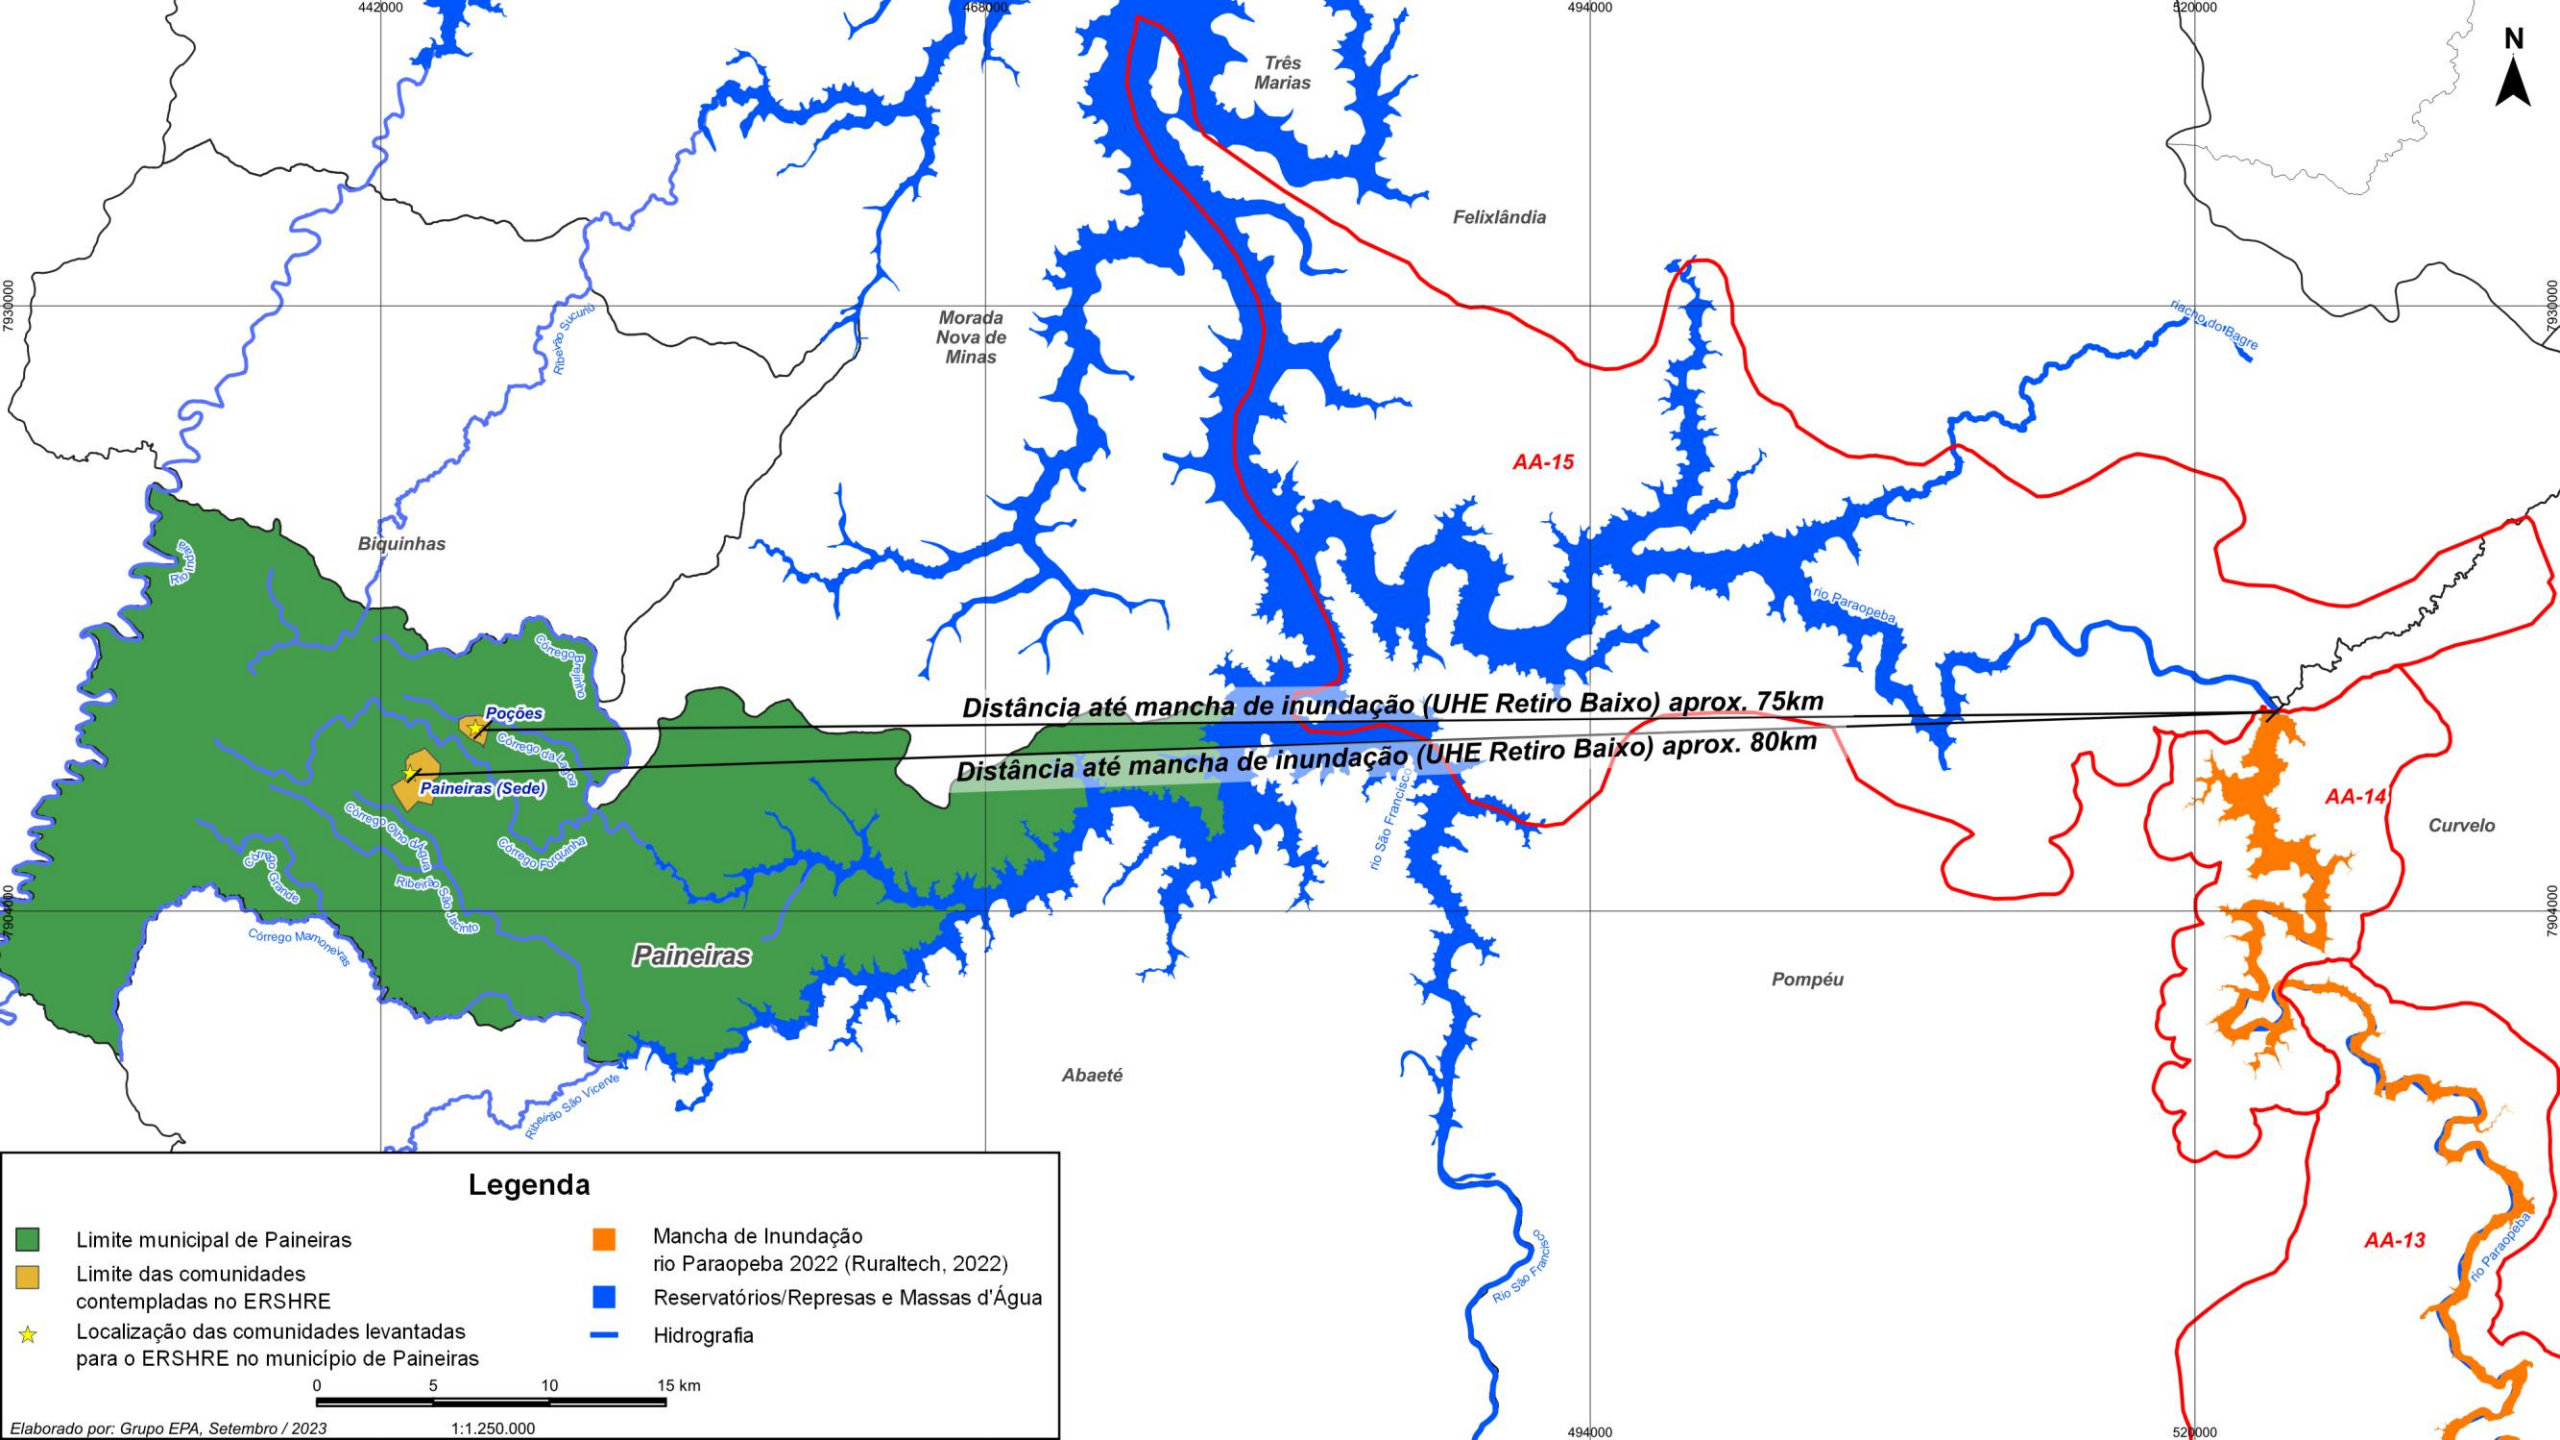 442000
468000
494000
520000
N
Três
Marias
Felixlândia
7930000
7930000
Morada
Nova de
Minas
Ribeirão Sucuriú
riacho do Bagre
AA-15
Biquinhas
Rio Indaiá
rio Paraopeba
Córrego Brejinho
Distância até mancha de inundação (UHE Retiro Baixo) aprox. 75km
Poções
Córrego da Lagoa
Distância até mancha de inundação (UHE Retiro Baixo) aprox. 80km
Paineiras (Sede)
AA-14
Curvelo
rio São Francisco
Córrego Olho d'Água
Córrego Forquinha
Córrego Grande
Ribeirão São Jacinto
7904000
7904000
Córrego Mamoneiras
Paineiras
Pompéu
Abaeté
Ribeirão São Vicente
Rio São Francisco
AA-13
rio Paraopeba
Legenda
Limite municipal de Paineiras
Limite das comunidades
contempladas no ERSHRE
Localização das comunidades levantadas
para o ERSHRE no município de Paineiras
Mancha de Inundação
rio Paraopeba 2022 (Ruraltech, 2022)
Reservatórios/Represas e Massas d'Água
Hidrografia
0 5 10 15 km
Elaborado por: Grupo EPA, Setembro / 2023
1:1.250.000
494000
520000